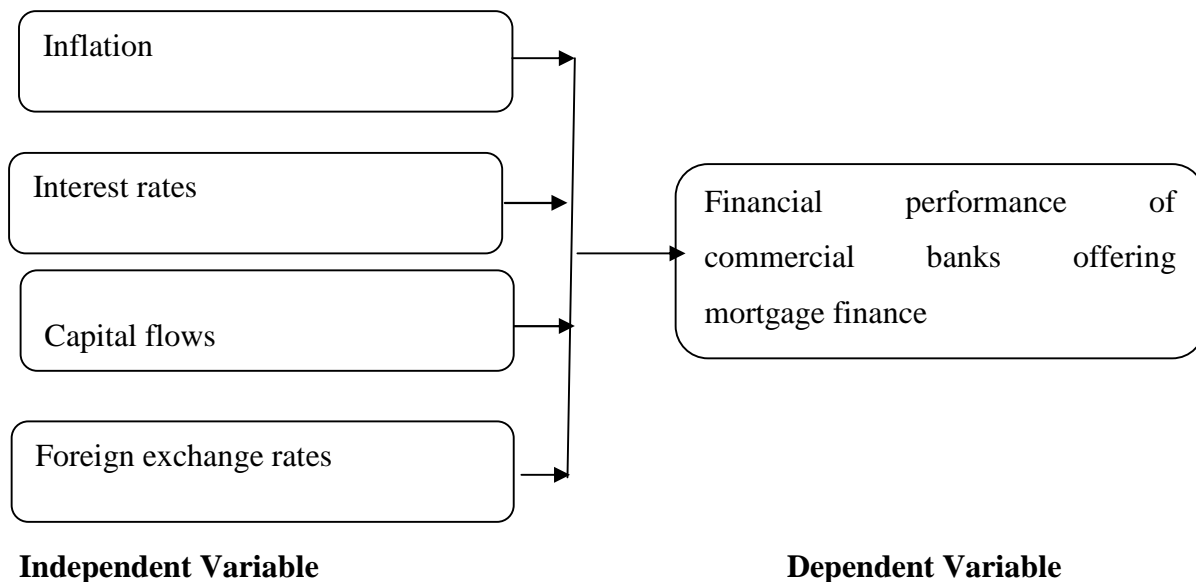 Inflation
Interest rates
Capital flows
Foreign exchange rates
Financial performance of
commercial banks offering
mortgage finance
Independent Variable
Dependent Variable